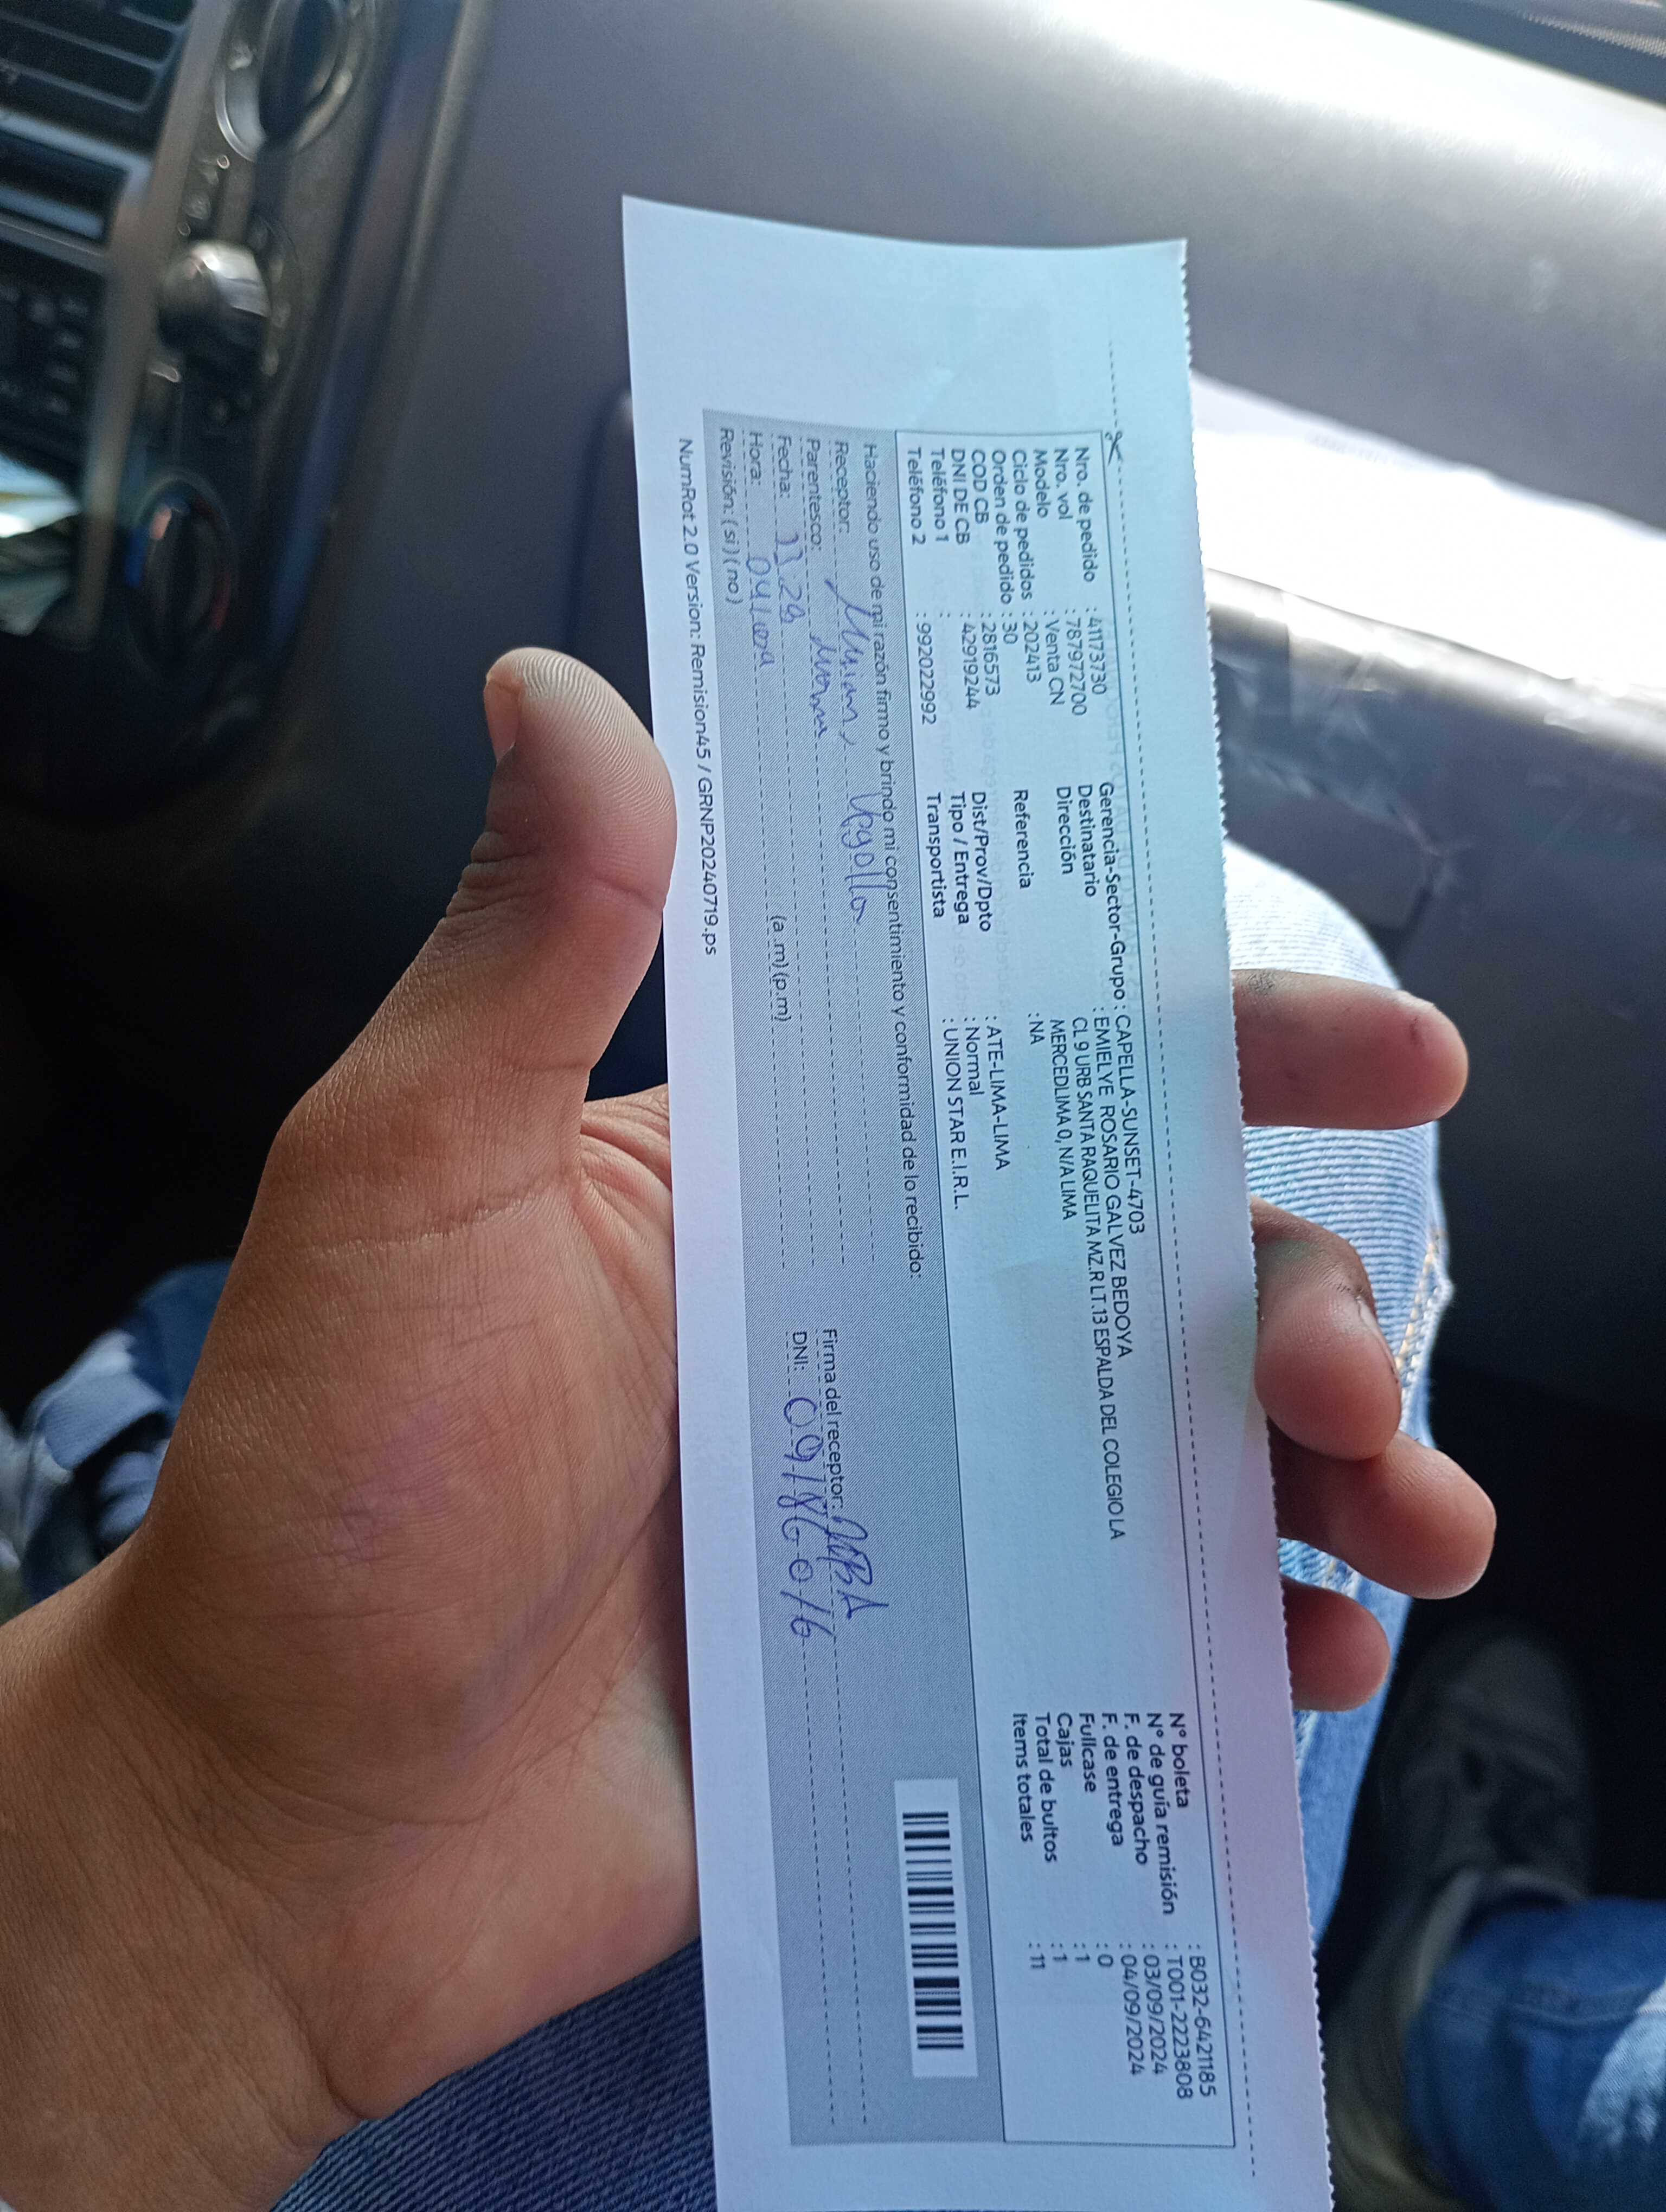 Nro. de pedido : 41173730
Nro. vol : 787972700
Modelo : Venta CN
Ciclo de pedidos : 202413
Orden de pedido : 30
COD CB : 2816573
DNI DE CB : 42919244
Teléfono 1 :
Teléfono 2 : 992022992
Gerencia-Sector-Grupo : CAPELLA-SUNSET-4703
Destinatario : EMIELYE ROSARIO GALVEZ BEDOYA
Dirección CL 9 URB SANTA RAQUELITA MZ.R LT.13 ESPALDA DEL COLEGIO LA
MERCEDLIMA 0, N/A LIMA
Referencia : NA
Dist/Prov/Dpto : ATE-LIMA-LIMA
Tipo / Entrega : Normal
Transportista : UNION STAR E.I.R.L.
N° boleta : B032-6421185
N° de guía remisión : T001-22223808
F. de despacho : 03/09/2024
F. de entrega : 04/09/2024
Fullcase : 0
Cajas : 1
Total de bultos : 1
Items totales : 11
Haciendo uso de mi razón firmo y brindo mi consentimiento y conformidad de lo recibido:
Receptor:
Parentesco:
Fecha:
Hora: (a .m) (p.m)
Revisión: ( si ) ( no )
Firma del receptor:
DNI:
NumRot 2.0 Version: Remision45 / GRNP20240719.ps